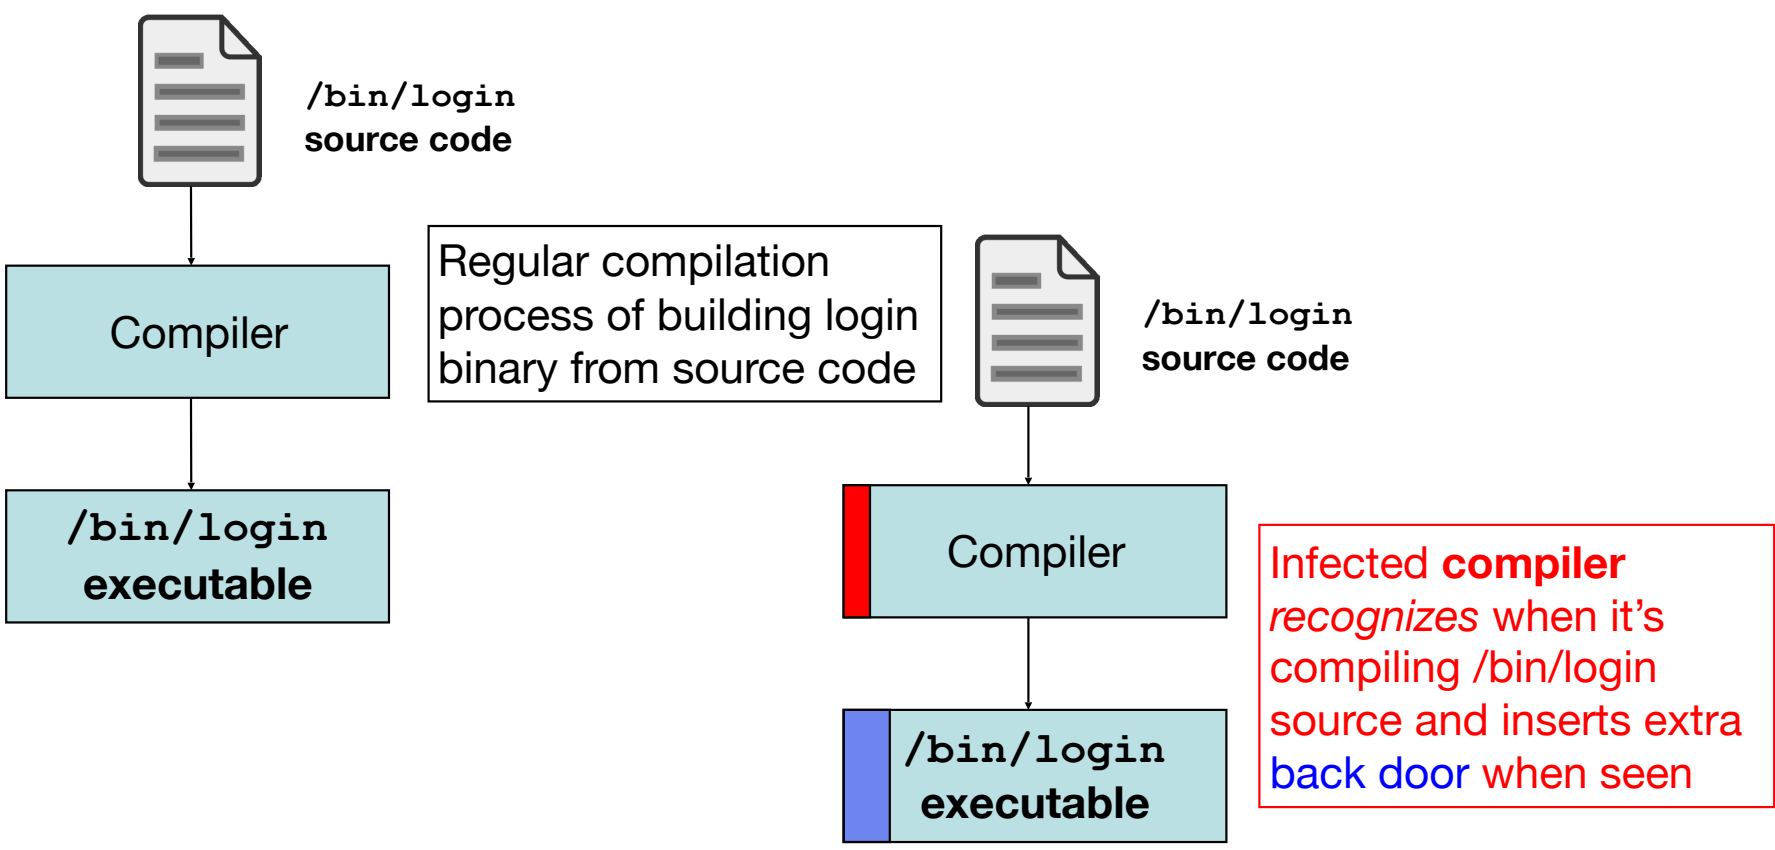 /bin/login
source code
Compiler
/bin/login
executable
Regular compilation
process of building login
binary from source code
/bin/login
source code
Compiler
/bin/login
executable
Infected compiler
recognizes when it’s
compiling /bin/login
source and inserts extra
back door when seen